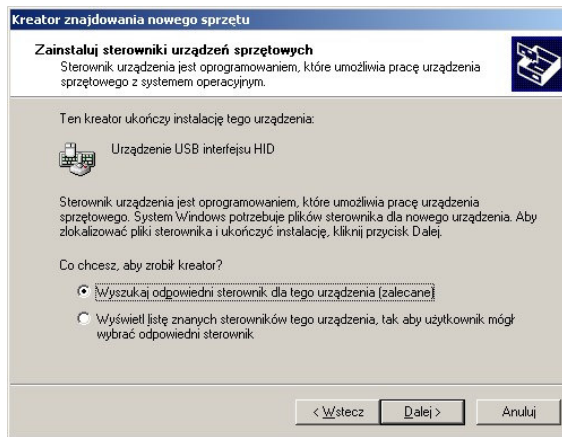 Kreator znajdowania nowego sprzętu
Zainstaluj sterowniki urządzeń sprzętowych
Sterownik urządzenia jest oprogramowaniem, które umożliwia pracę urządzenia
sprzętowego z systemem operacyjnym.
Ten kreator ukończy instalację tego urządzenia:
Urządzenie USB interfejsu HID
Sterownik urządzenia jest oprogramowaniem, które umożliwia pracę urządzenia
sprzętowego. System Windows potrzebuje plików sterownika dla nowego urządzenia. Aby
zlokalizować pliki sterownika i ukończyć instalację, kliknij przycisk Dalej.
Co chcesz, aby zrobił kreator?
Wyszukaj odpowiedni sterownik dla tego urządzenia (zalecane)
Wyświetl listę znanych sterowników tego urządzenia, tak aby użytkownik mógł
wybrać odpowiedni sterownik
< Wstecz Dalej > Anuluj